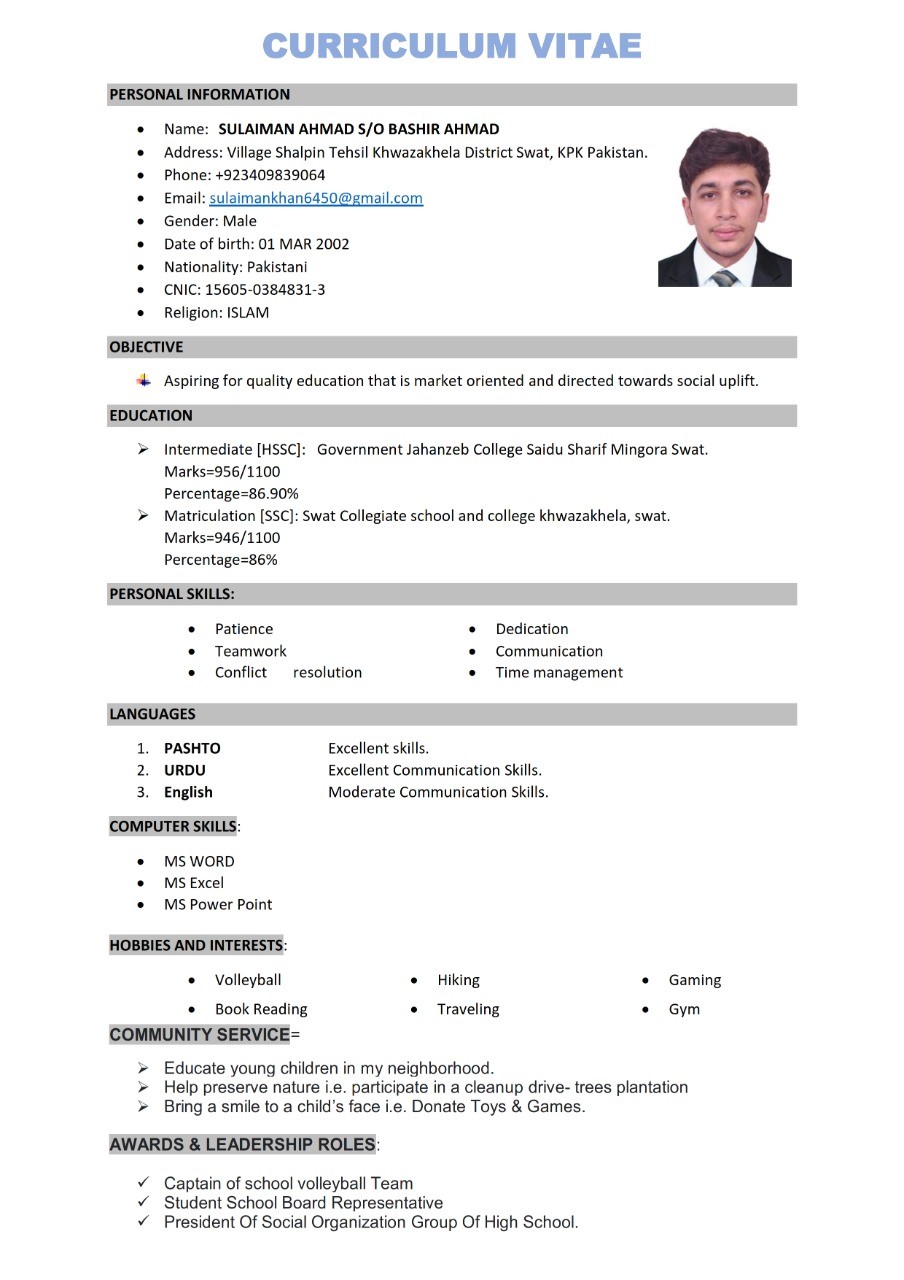 CURRICULUM VITAE
PERSONAL INFORMATION
• Name: SULAIMAN AHMAD S/O BASHIR AHMAD
• Address: Village Shalpin Tehsil Khwazakhela District Swat, KPK Pakistan.
• Phone: +923409839064
• Email: sulaimankhan6450@gmail.com
• Gender: Male
• Date of birth: 01 MAR 2002
• Nationality: Pakistani
• CNIC: 15605-0384831-3
• Religion: ISLAM
OBJECTIVE
Aspiring for quality education that is market oriented and directed towards social uplift.
EDUCATION
➢ Intermediate [HSSC]: Government Jahanzeb College Saidu Sharif Mingora Swat.
Marks=956/1100
Percentage=86.90%
➢ Matriculation [SSC]: Swat Collegiate school and college khwazakhela, swat.
Marks=946/1100
Percentage=86%
PERSONAL SKILLS:
• Patience • Dedication
• Teamwork • Communication
• Conflict resolution • Time management
LANGUAGES
1. PASHTO Excellent skills.
2. URDU Excellent Communication Skills.
3. English Moderate Communication Skills.
COMPUTER SKILLS:
• MS WORD
• MS Excel
• MS Power Point
HOBBIES AND INTERESTS:
• Volleyball • Hiking • Gaming
• Book Reading • Traveling • Gym
COMMUNITY SERVICE=
➢ Educate young children in my neighborhood.
➢ Help preserve nature i.e. participate in a cleanup drive- trees plantation
➢ Bring a smile to a child’s face i.e. Donate Toys & Games.
AWARDS & LEADERSHIP ROLES:
✓ Captain of school volleyball Team
✓ Student School Board Representative
✓ President Of Social Organization Group Of High School.